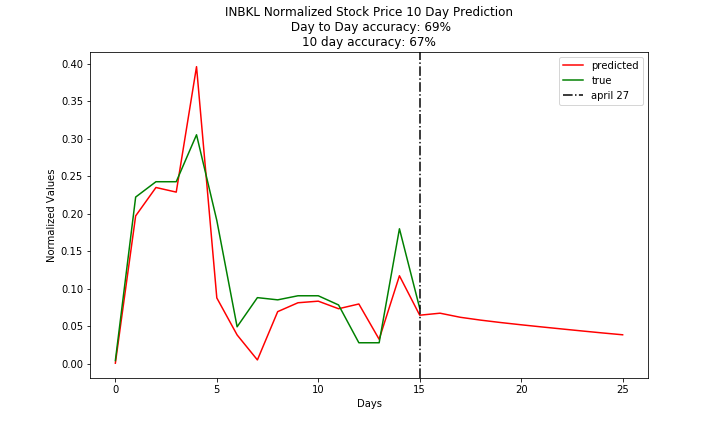 INBKL Normalized Stock Price 10 Day Prediction
Day to Day accuracy: 69%
10 day accuracy: 67%
predicted
true
april 27
Normalized Values
0.40
0.35
0.30
0.25
0.20
0.15
0.10
0.05
0.00
0
5
10
15
20
25
Days